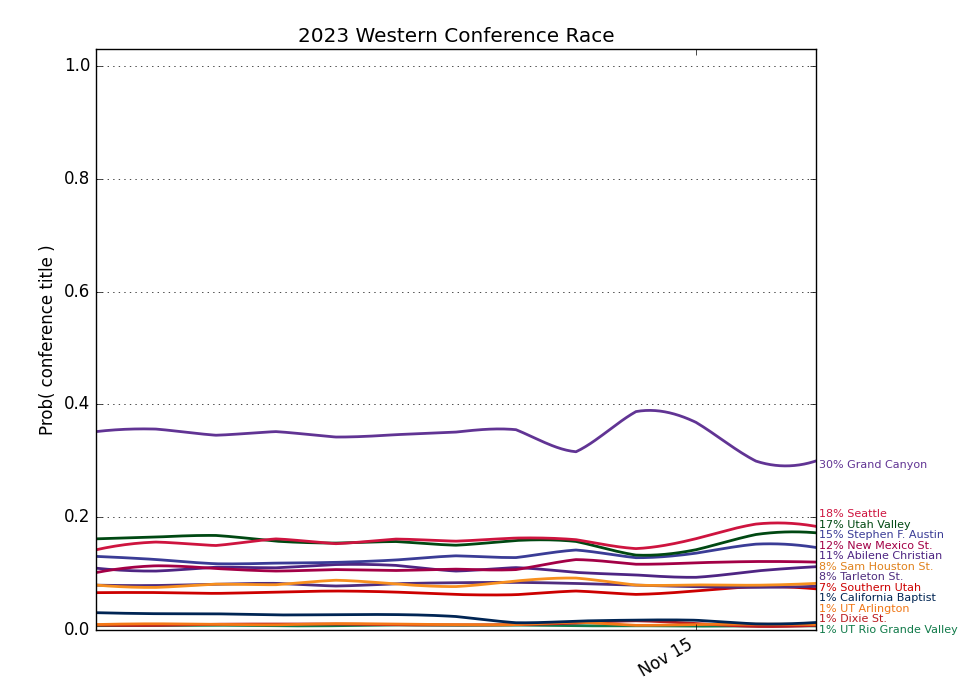 2023 Western Conference Race
1.0
0.8
0.6
0.4
0.2
0.0
Prob( conference title )
Nov 15
30% Grand Canyon
18% Seattle
17% Utah Valley
15% Stephen F. Austin
12% New Mexico St.
11% Abilene Christian
8% Sam Houston St.
8% Tarleton St.
7% Southern Utah
1% California Baptist
1% UT Arlington
1% Dixie St.
1% UT Rio Grande Valley